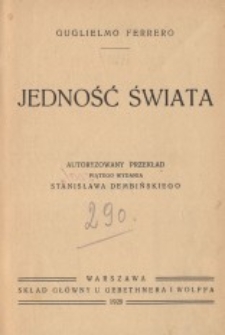 GUGLIELMO FERRERO
JEDNOŚĆ ŚWIATA
AUTORYZOWANY PRZEKŁAD
PIĄTEGO WYDANIA
STANISŁAWA DEMBIŃSKIEGO
290.
WARSZAWA
SKŁAD GŁÓWNY U GEBETHNERA I WOLFFA